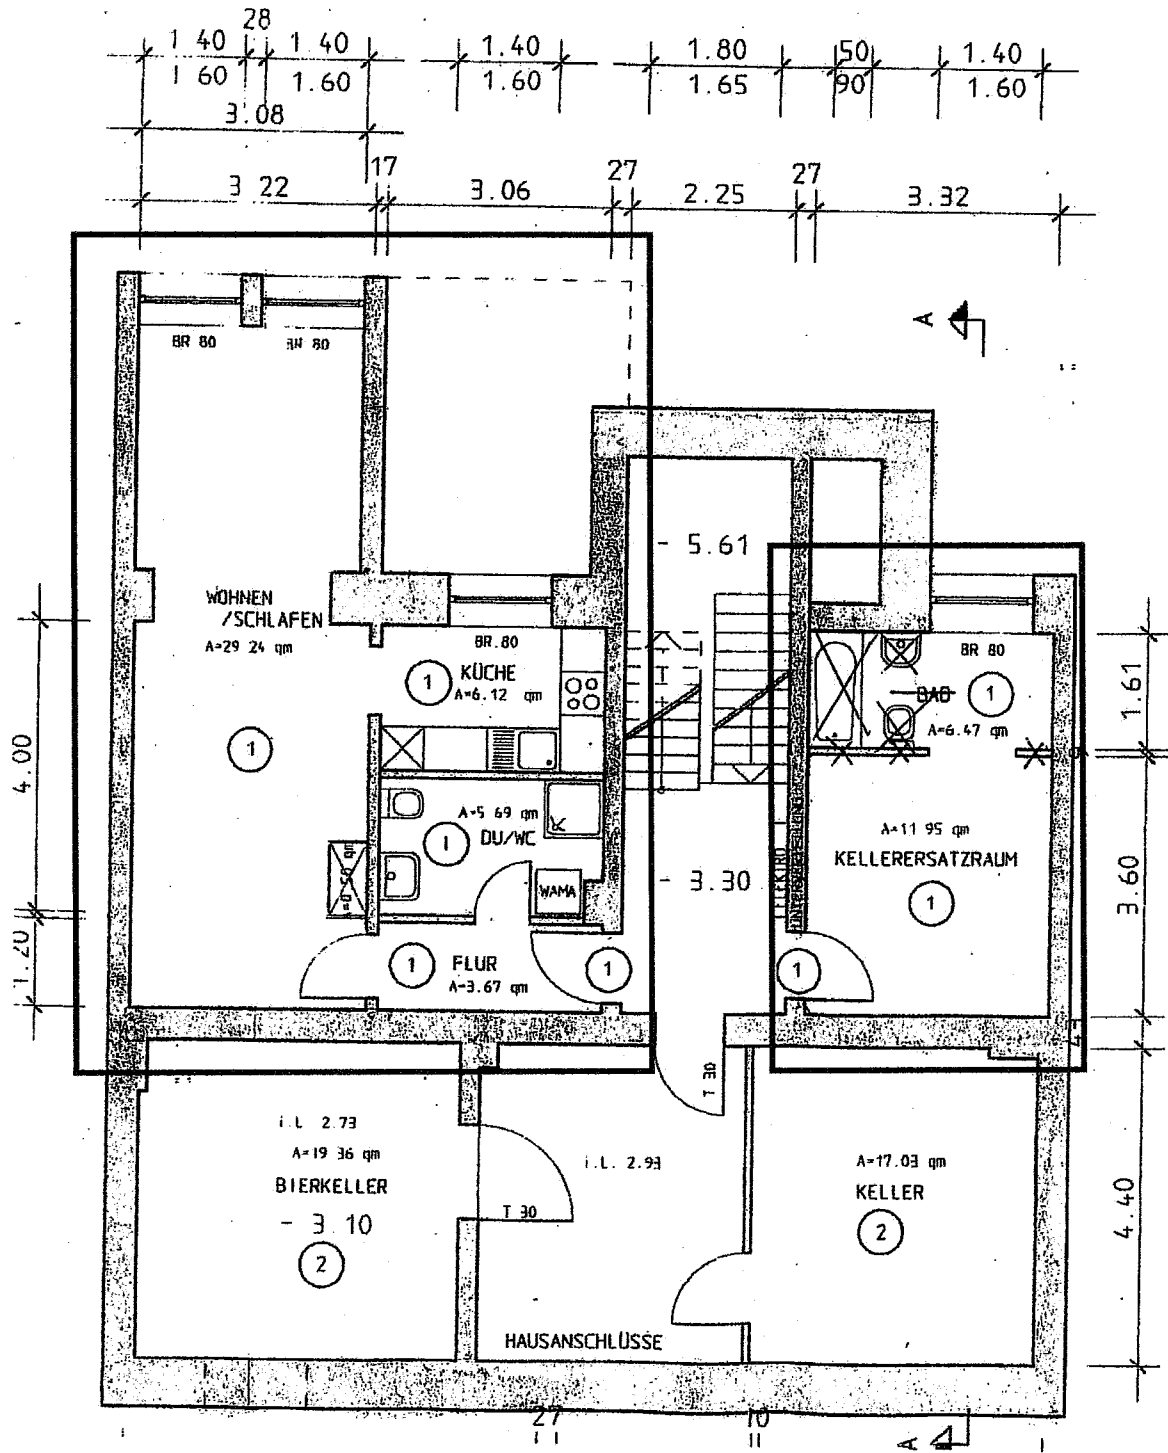 28
1 40
1.40
1.40
1.80
50
1.40
1 60
1.60
1.60
1.65
90
1.60
3.08
17
27
27
3 22
3.06
2.25
3.32
BR 80
BR 80
A
- 5.61
WOHNEN
/SCHLAFEN
A=29 24 qm
BR.80
1
KÜCHE
A=6.12 qm
BR 80
BAD
1
A=6.47 qm
1.61
1
4.00
A=5 69 qm
1
DU/WC
WAMA
A=0.50 qm
- 3.30
ELEKTRO
A=11 95 qm
KELLERERSATZRAUM
1
3.60
1.20
1
FLUR
A=3.67 qm
1
1
T 30
i.L 2.73
A=19 36 qm
BIERKELLER
- 3 10
2
i.L. 2.93
T 30
A=17.03 qm
KELLER
2
4.40
HAUSANSCHLÜSSE
27
10
A